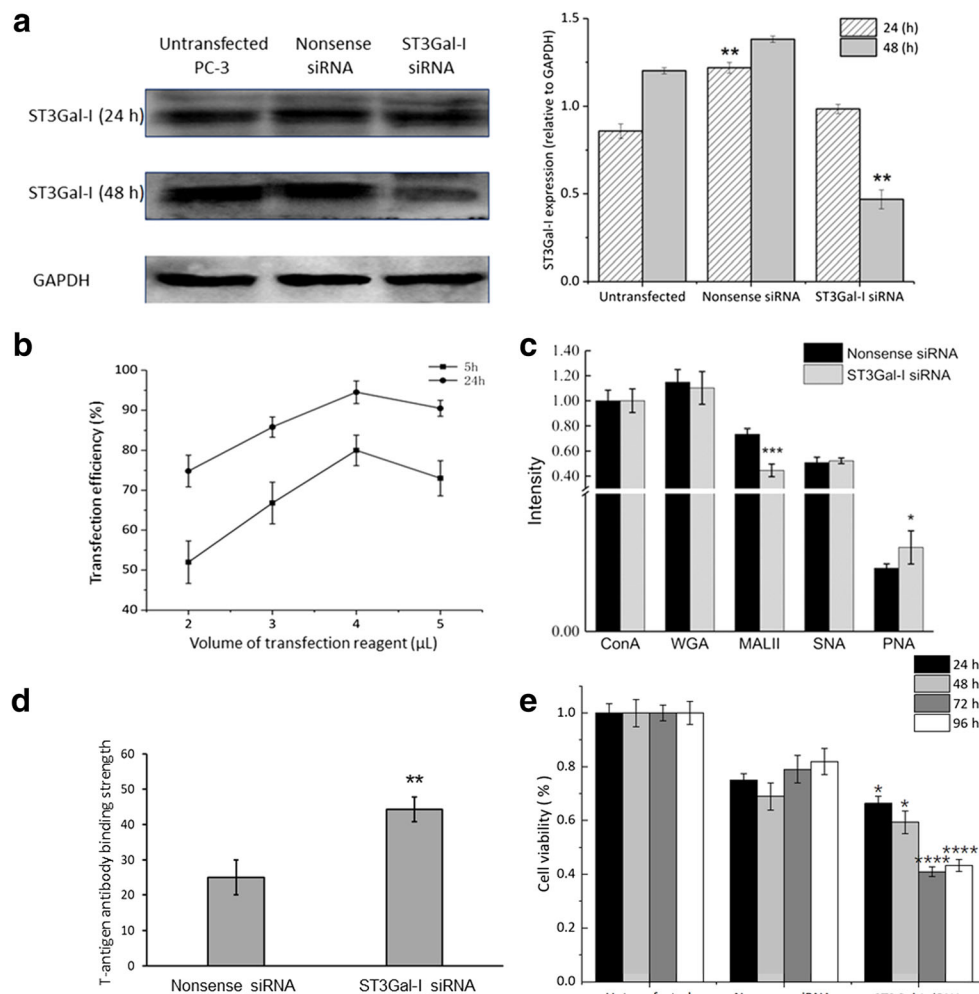 a
Untransfected Nonsense ST3Gal-I
PC-3 siRNA siRNA
ST3Gal-I (24 h)
ST3Gal-I (48 h)
GAPDH
ST3Gal-I expression (relative to GAPDH)
1.5
1.0
0.5
0.0
24 (h)
48 (h)
**
**
Untransfected Nonsense siRNA ST3Gal-I siRNA
b
Transfection efficiency (%)
100
90
80
70
60
50
40
5h
24h
2 3 4 5
Volume of transfection reagent (μL)
c
Intensity
1.40
1.20
1.00
0.80
0.60
0.40
0.00
Nonsense siRNA
ST3Gal-I siRNA
***
*
ConA WGA MALII SNA PNA
d
T-antigen antibody binding strength
60
50
40
30
20
10
0
**
Nonsense siRNA ST3Gal-I siRNA
e
Cell viability (%)
1.0
0.8
0.6
0.4
0.2
0.0
24 h
48 h
72 h
96 h
*
*
****
****